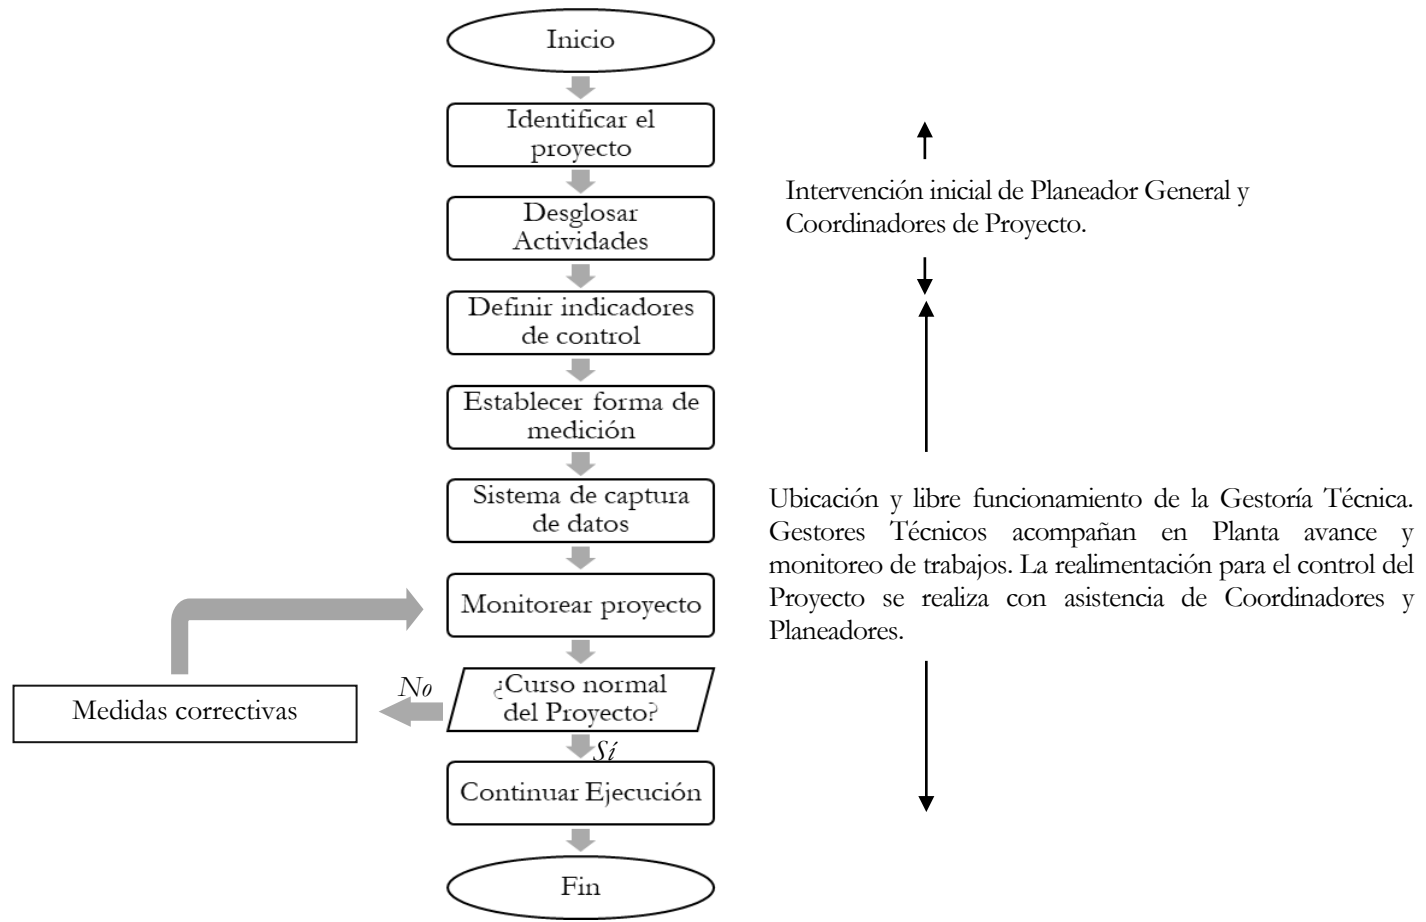 Inicio
Identificar el
proyecto
Desglosar
Actividades
Definir indicadores
de control
Establecer forma de
medición
Sistema de captura
de datos
Monitorear proyecto
¿Curso normal
del Proyecto?
No
Medidas correctivas
Sí
Continuar Ejecución
Fin
Intervención inicial de Planeador General y
Coordinadores de Proyecto.
Ubicación y libre funcionamiento de la Gestoría Técnica.
Gestores Técnicos acompañan en Planta avance y
monitoreo de trabajos. La realimentación para el control del
Proyecto se realiza con asistencia de Coordinadores y
Planeadores.